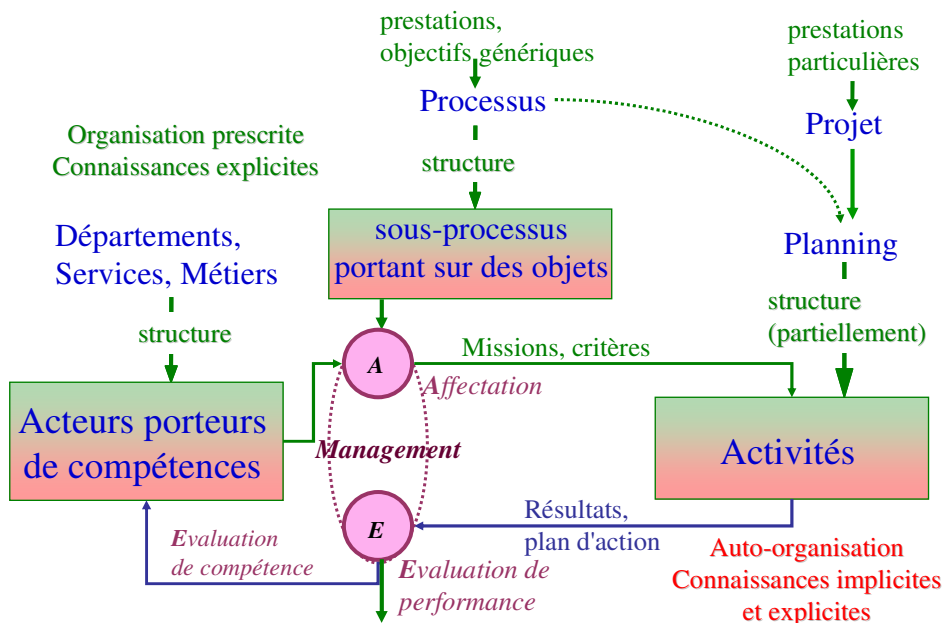 prestations,
objectifs génériques
prestations
particulières
Processus
Projet
Organisation prescrite
Connaissances explicites
structure
Départements,
Services, Métiers
sous-processus
portant sur des objets
Planning
structure
(partiellement)
structure
A
Missions, critères
Affectation
Acteurs porteurs
de compétences
Management
Activités
E
Résultats,
plan d'action
Evaluation
de compétence
Evaluation de
performance
Auto-organisation
Connaissances implicites
et explicites